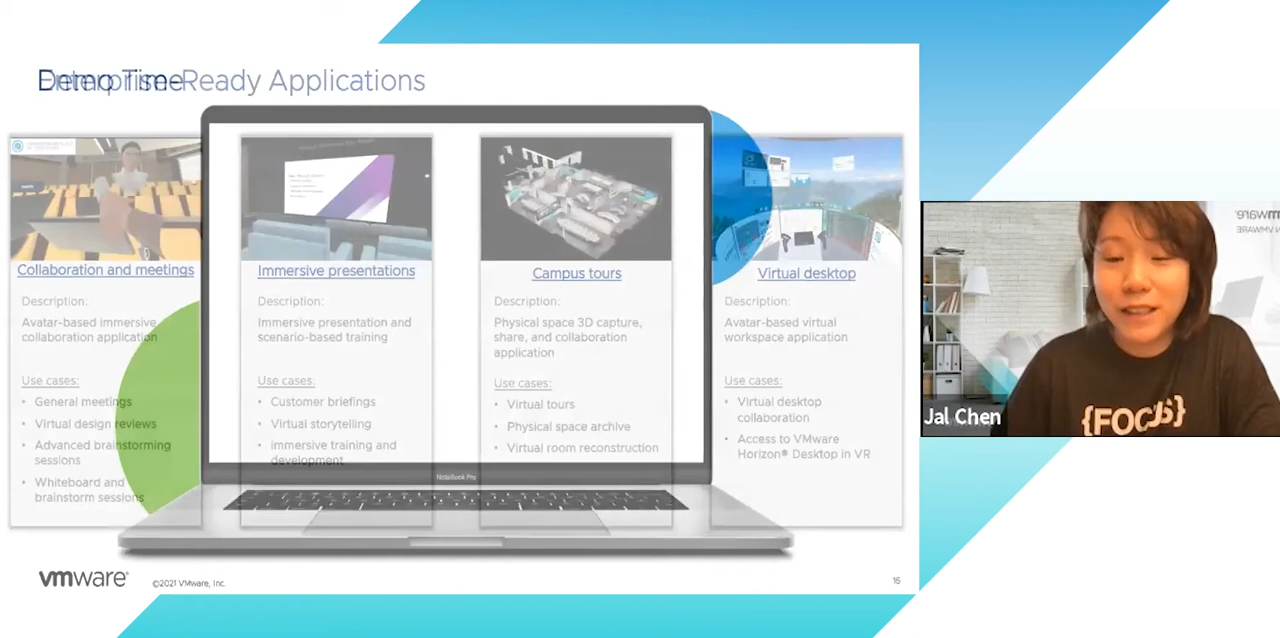 Demo Time
Enterprise-Ready Applications
Collaboration and meetings
Description:
Avatar-based immersive
collaboration application
Use cases:
• General meetings
• Virtual design reviews
• Advanced brainstorming
sessions
• Whiteboard and
brainstorm sessions
Immersive presentations
Description:
Immersive presentation and
scenario-based training
Use cases:
• Customer briefings
• Virtual storytelling
• immersive training and
development
Campus tours
Description:
Physical space 3D capture,
share, and collaboration
application
Use cases:
• Virtual tours
• Physical space archive
• Virtual room reconstruction
Virtual desktop
Description:
Avatar-based virtual
workspace application
Use cases:
• Virtual desktop
collaboration
• Access to VMware
Horizon® Desktop in VR
NoteBook Pro
vmware®
©2021 VMware, Inc.
15
vmware®
VMWARE
{FOCUS}
Jal Chen